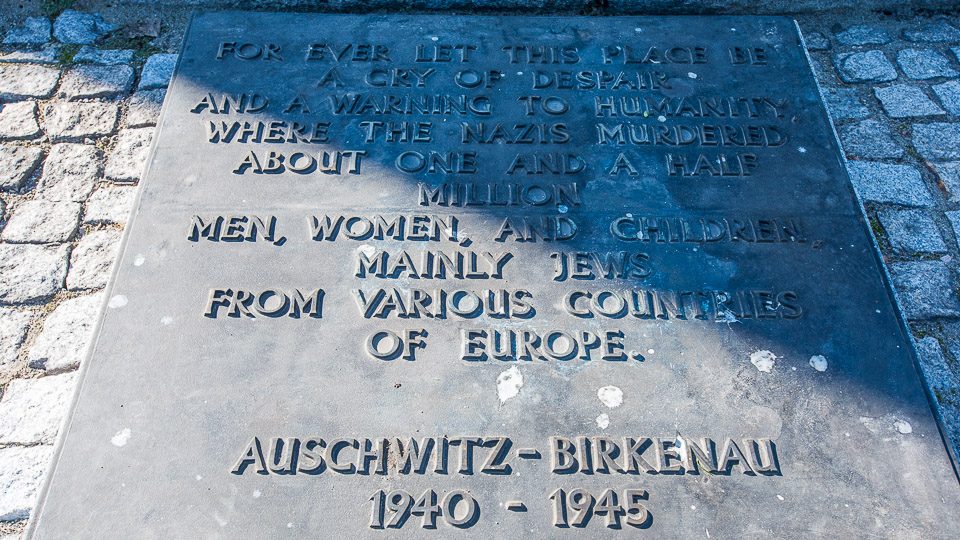 FOR EVER LET THIS PLACE BE
A CRY OF DESPAIR
AND A WARNING TO HUMANITY,
WHERE THE NAZIS MURDERED
ABOUT ONE AND A HALF
MILLION
MEN, WOMEN, AND CHILDREN,
MAINLY JEWS
FROM VARIOUS COUNTRIES
OF EUROPE.
AUSCHWITZ-BIRKENAU
1940 - 1945